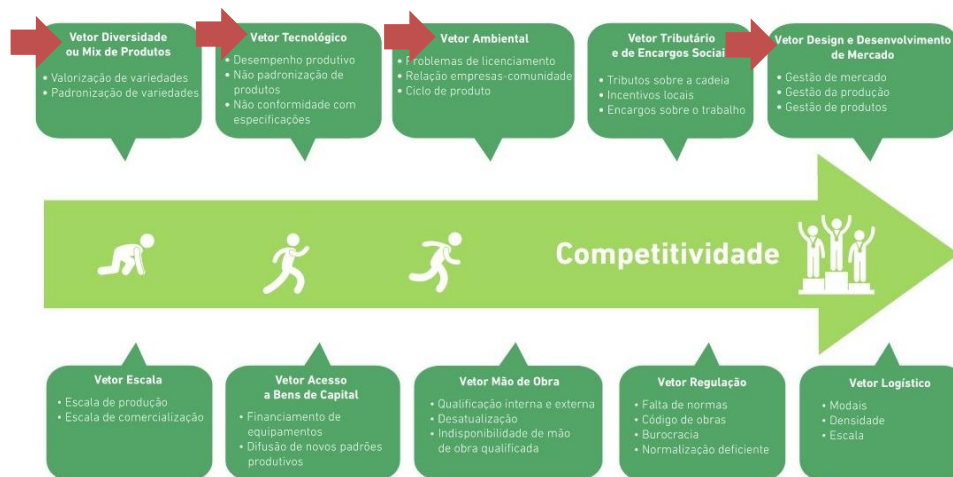 Vetor Diversidade
ou Mix de Produtos
• Valorização de variedades
• Padronização de variedades
Vetor Tecnológico
• Desempenho produtivo
• Não padronização de
produtos
• Não conformidade com
especificações
Vetor Ambiental
• Problemas de licenciamento
• Relação empresas-comunidade
• Ciclo de produto
Vetor Tributário
e de Encargos Sociai
• Tributos sobre a cadeia
• Incentivos locais
• Encargos sobre o trabalho
Vetor Design e Desenvolvimento
de Mercado
• Gestão de mercado
• Gestão da produção
• Gestão de produtos
Competitividade
Vetor Escala
• Escala de produção
• Escala de comercialização
Vetor Acesso
a Bens de Capital
• Financiamento de
equipamentos
• Difusão de novos padrões
produtivos
Vetor Mão de Obra
• Qualificação interna e externa
• Desatualização
• Indisponibilidade de mão
de obra qualificada
Vetor Regulação
• Falta de normas
• Código de obras
• Burocracia
• Normalização deficiente
Vetor Logístico
• Modais
• Densidade
• Escala